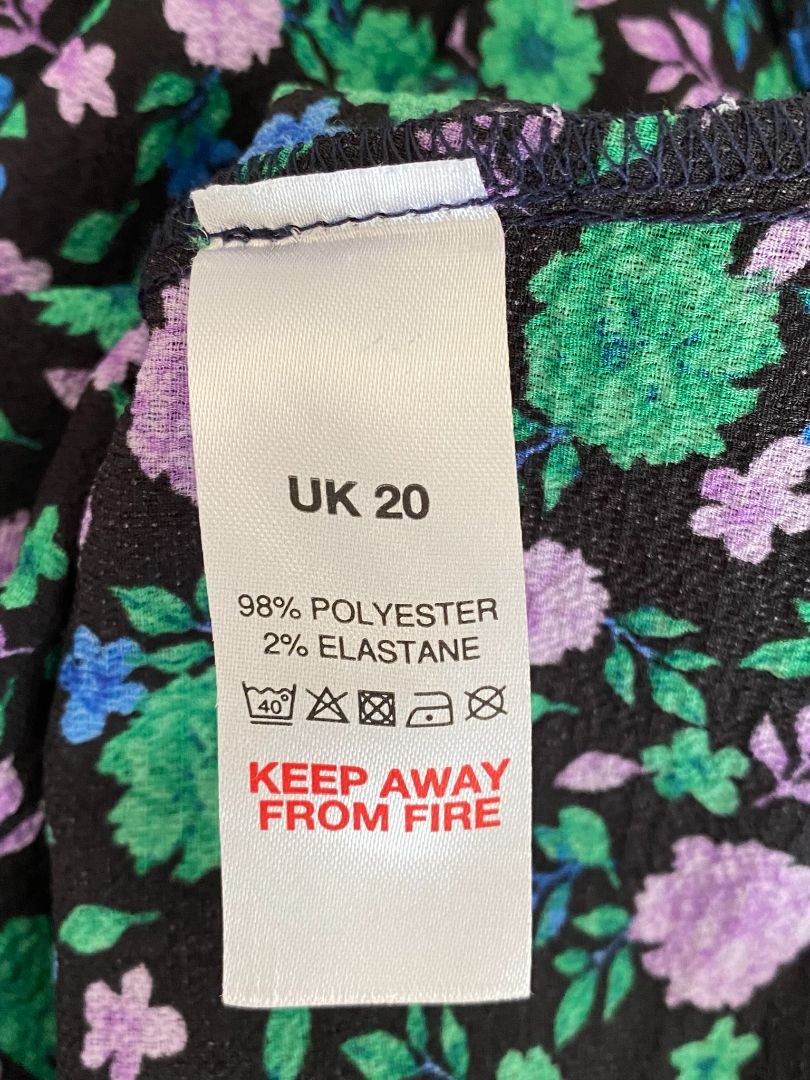 UK 20
98% POLYESTER
2% ELASTANE
40°
KEEP AWAY
FROM FIRE